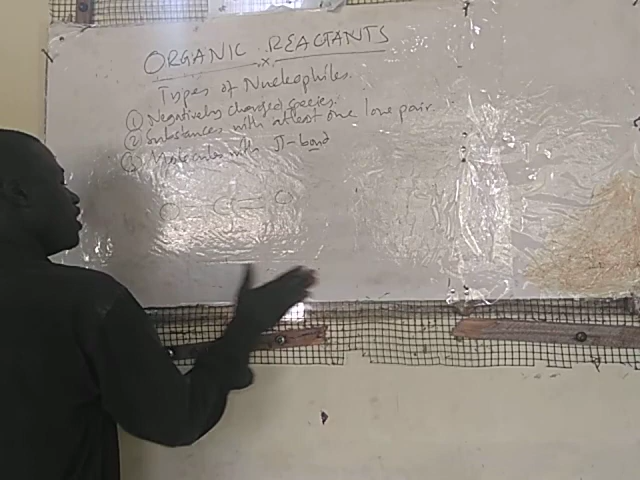 ORGANIC REACTANTS
x
Types of Nucleophiles.
① Negatively charged species.
② Substances with atleast one lone pair
③ Molecules with π-bond
O=C=O